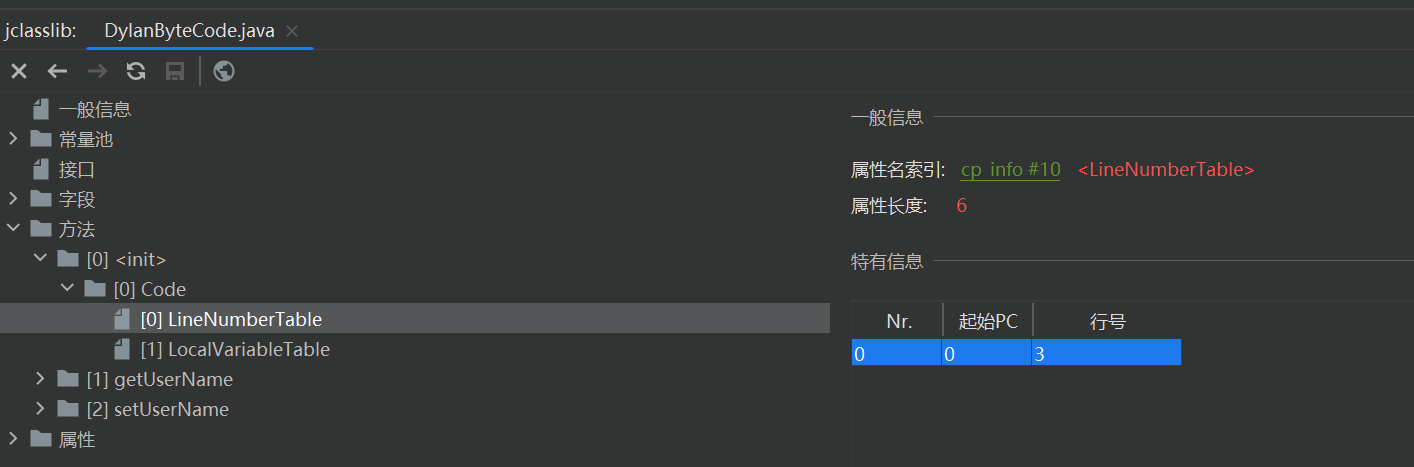 jclasslib: DylanByteCode.java
一般信息
常量池
接口
字段
方法
[0] <init>
[0] Code
[0] LineNumberTable
[1] LocalVariableTable
[1] getUserName
[2] setUserName
属性
一般信息
属性名索引: cp_info #10 <LineNumberTable>
属性长度: 6
特有信息
Nr. 起始PC 行号
0 0 3